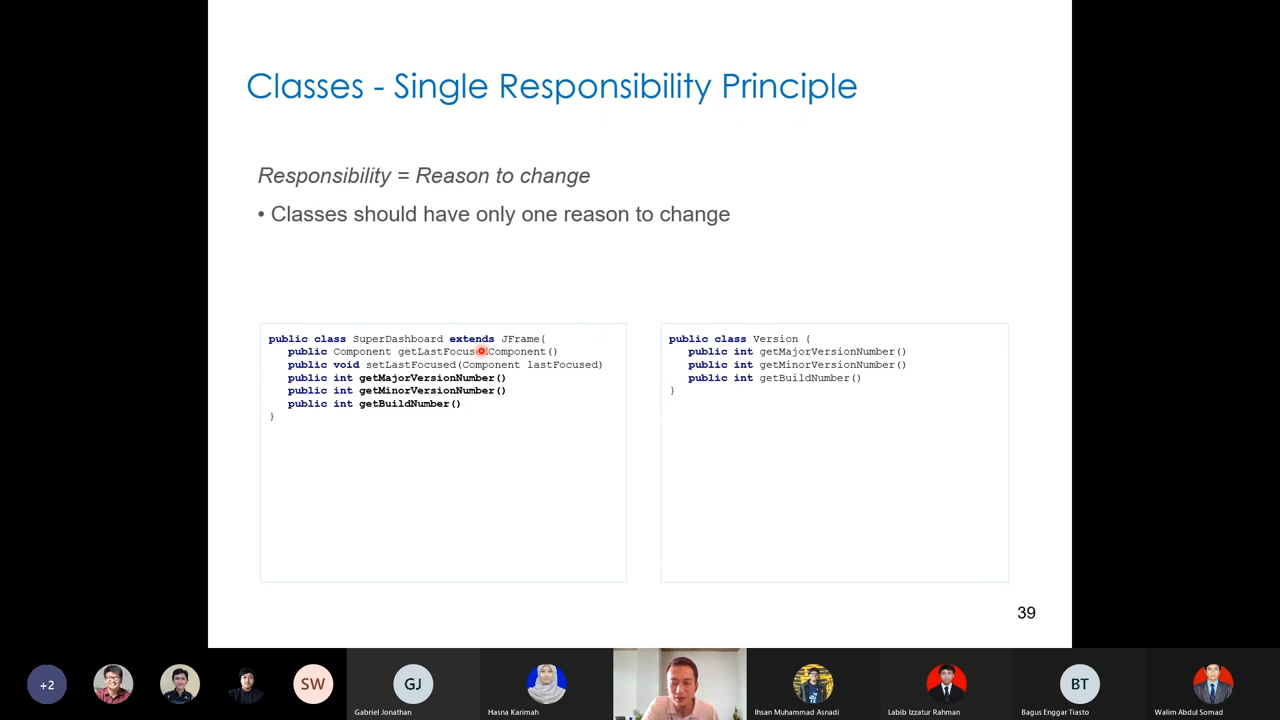 Classes - Single Responsibility Principle
Responsibility = Reason to change
• Classes should have only one reason to change
public class SuperDashboard extends JFrame{
public Component getLastFocusedComponent()
public void setLastFocused(Component lastFocused)
public int getMajorVersionNumber()
public int getMinorVersionNumber()
public int getBuildNumber()
}
public class Version {
public int getMajorVersionNumber()
public int getMinorVersionNumber()
public int getBuildNumber()
}
39
+2
SW
GJ
BT
Gabriel Jonathan
Hasna Karimah
Ihsan Muhammad Asnadi
Labib Izzatur Rahman
Bagus Enggar Tiasto
Walim Abdul Somad